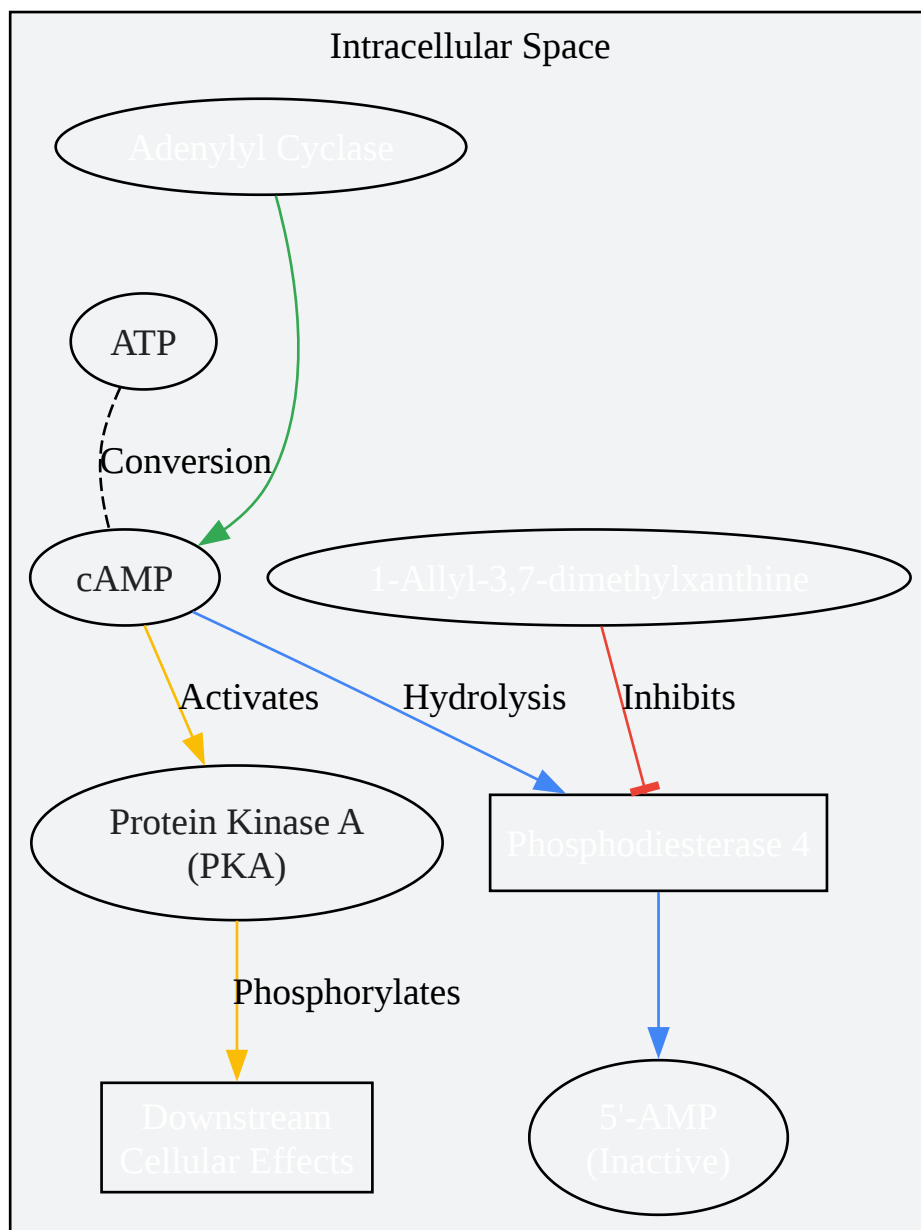 Intracellular Space
Adenylyl Cyclase
ATP
Conversion
cAMP
1-Allyl-3,7-dimethylxanthine
Activates
Hydrolysis
Inhibits
Protein Kinase A
(PKA)
Phosphodiesterase 4
Phosphorylates
Downstream
Cellular Effects
5'-AMP
(Inactive)